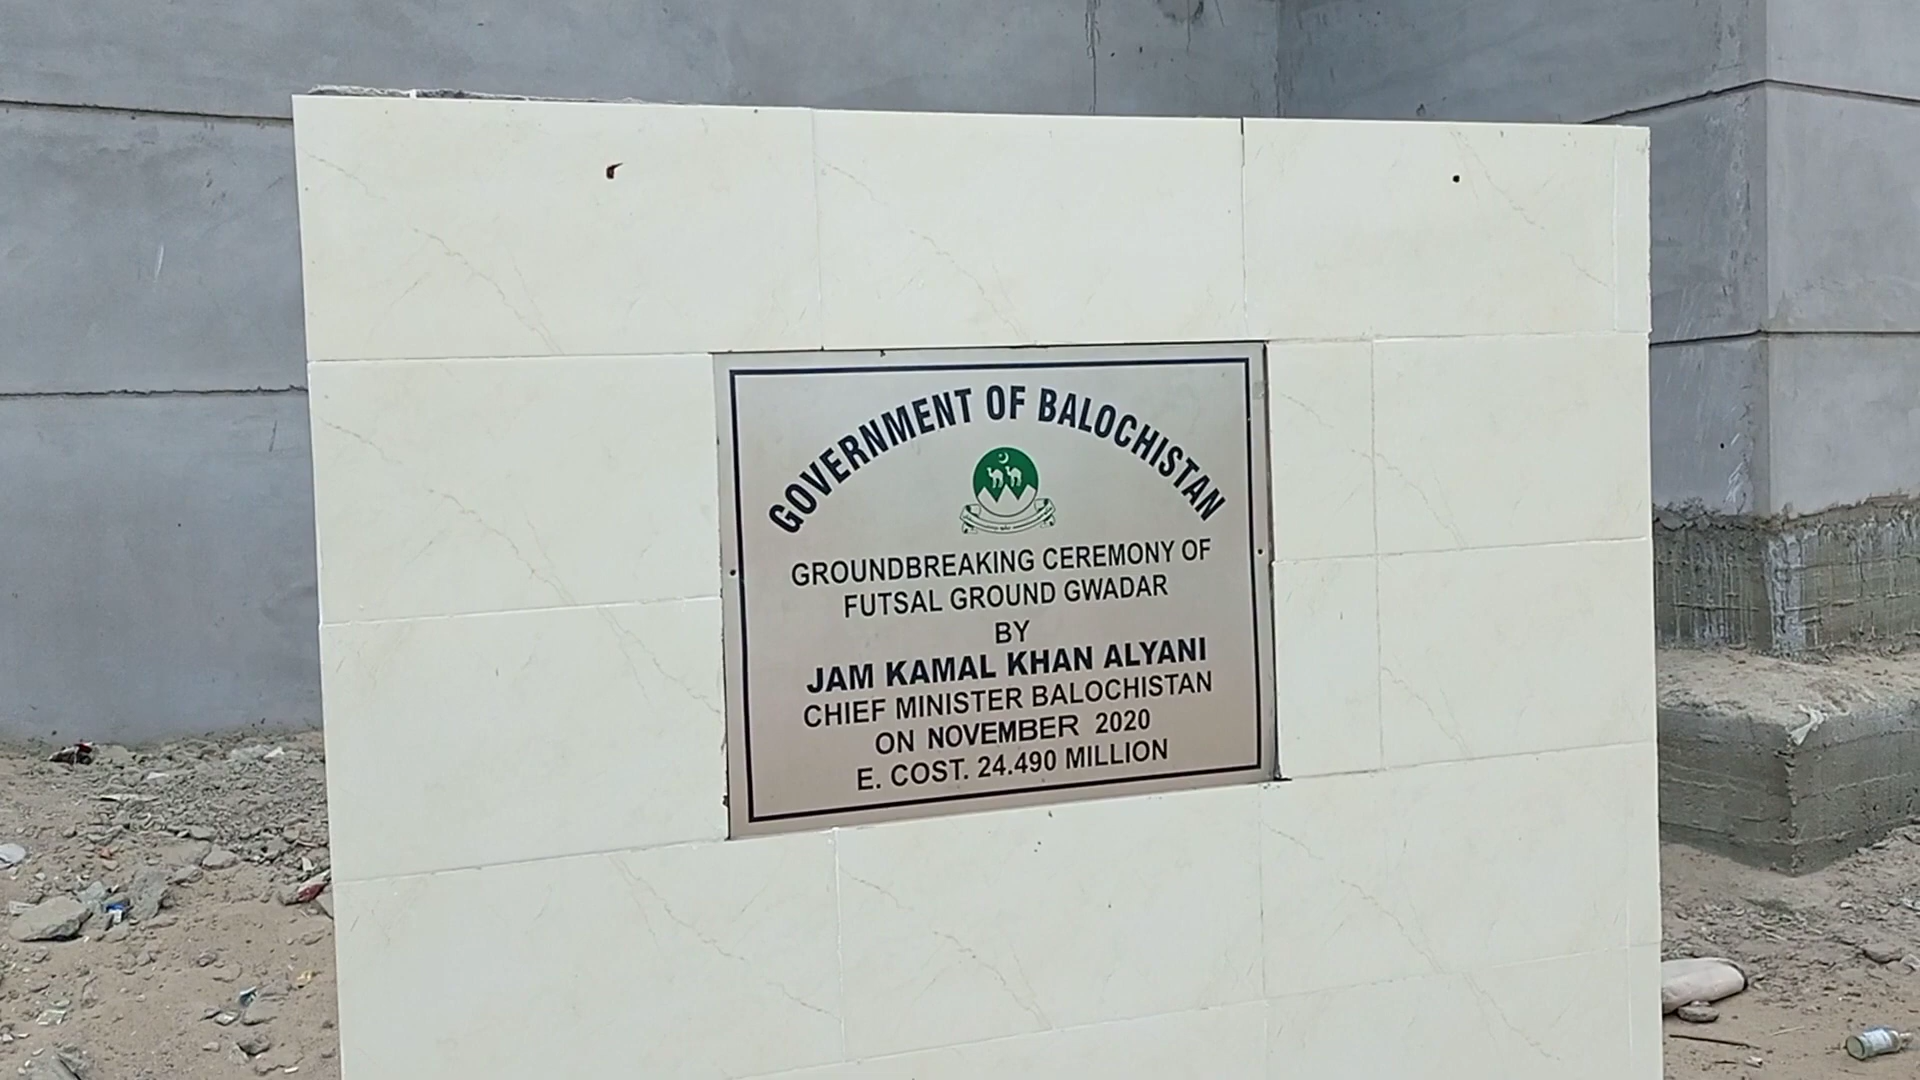 GOVERNMENT OF BALOCHISTAN
GROUNDBREAKING CEREMONY OF
FUTSAL GROUND GWADAR
BY
JAM KAMAL KHAN ALYANI
CHIEF MINISTER BALOCHISTAN
ON NOVEMBER 2020
E. COST. 24.490 MILLION